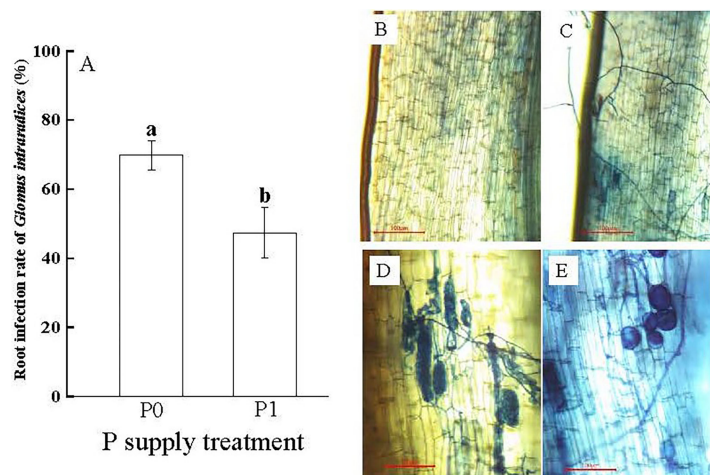 A
B
C
D
E
Root infection rate of Glomus intraradices (%)
100
80
60
40
20
0
a
b
P0
P1
P supply treatment